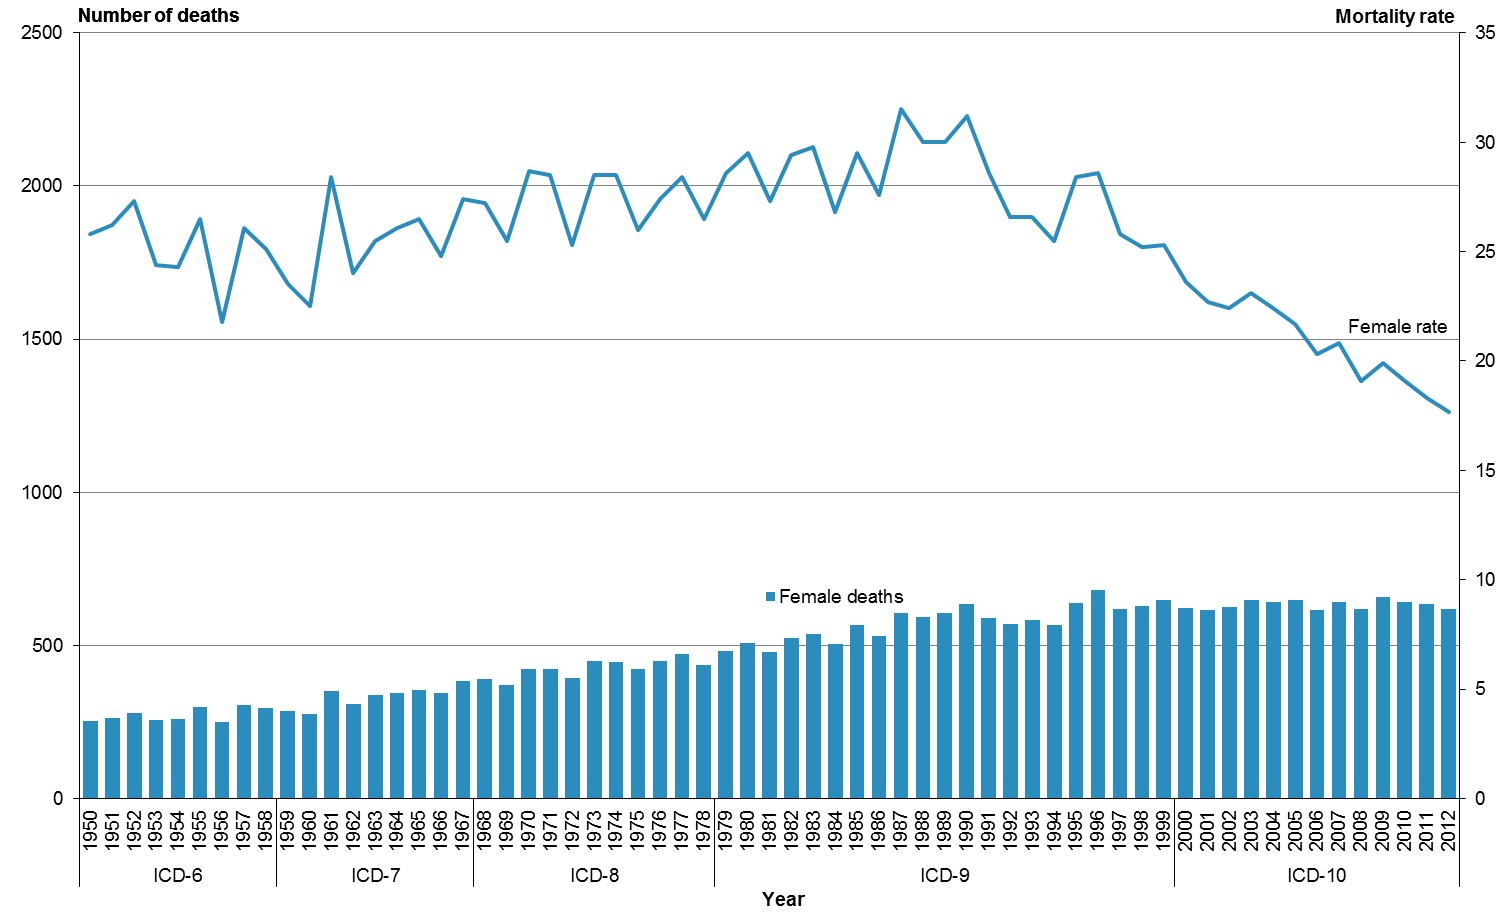 Number of deaths
Mortality rate
2500
2000
1500
1000
500
0
35
30
25
20
15
10
5
0
Female rate
Female deaths
1950 1951 1952 1953 1954 1955 1956 1957 1958 1959 1960 1961 1962 1963 1964 1965 1966 1967 1968 1969 1970 1971 1972 1973 1974 1975 1976 1977 1978 1979 1980 1981 1982 1983 1984 1985 1986 1987 1988 1989 1990 1991 1992 1993 1994 1995 1996 1997 1998 1999 2000 2001 2002 2003 2004 2005 2006 2007 2008 2009 2010 2011 2012
ICD-6 ICD-7 ICD-8 ICD-9 ICD-10
Year